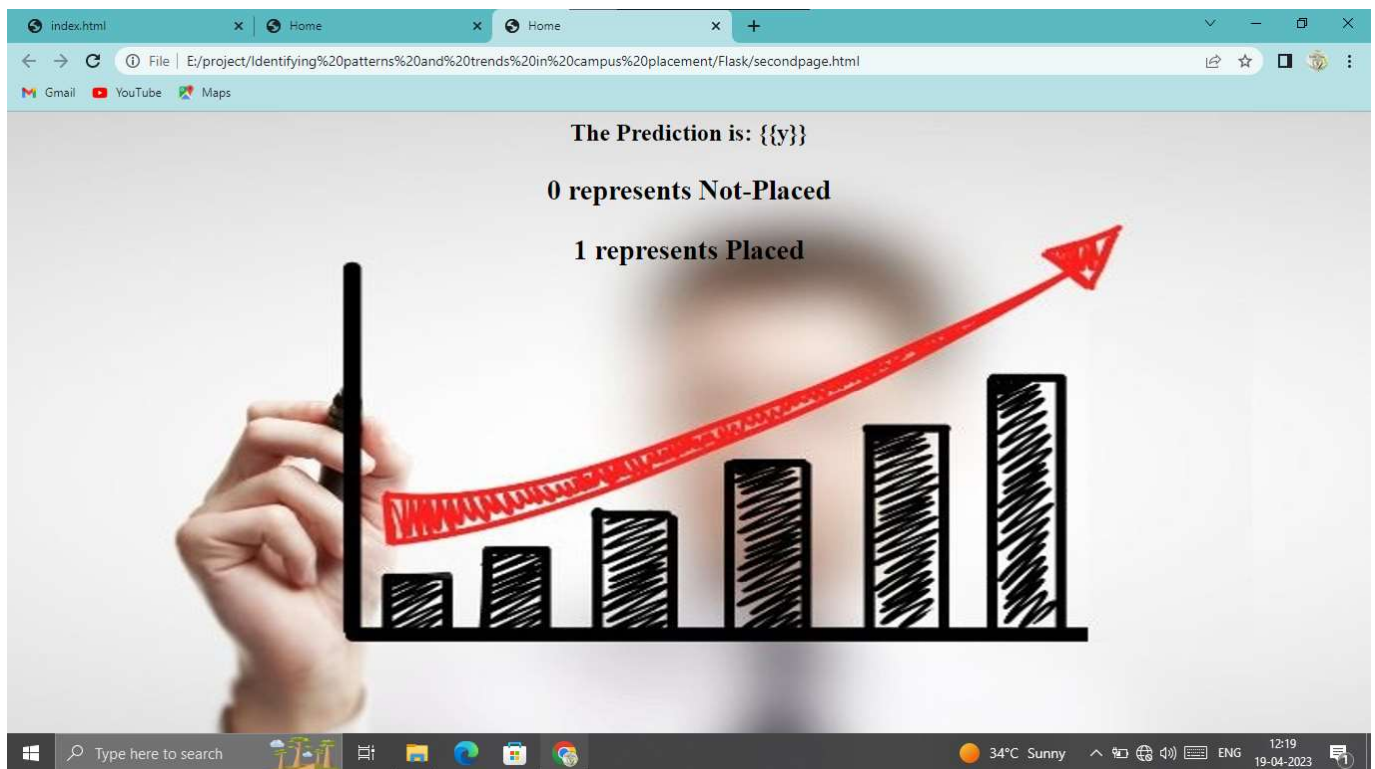 index.html
Home
Home
File
E:/project/Identifying%20patterns%20and%20trends%20in%20campus%20placement/Flask/secondpage.html
Gmail
YouTube
Maps
The Prediction is: {{y}}
0 represents Not-Placed
1 represents Placed
Type here to search
34°C Sunny
ENG
12:19
19-04-2023
1